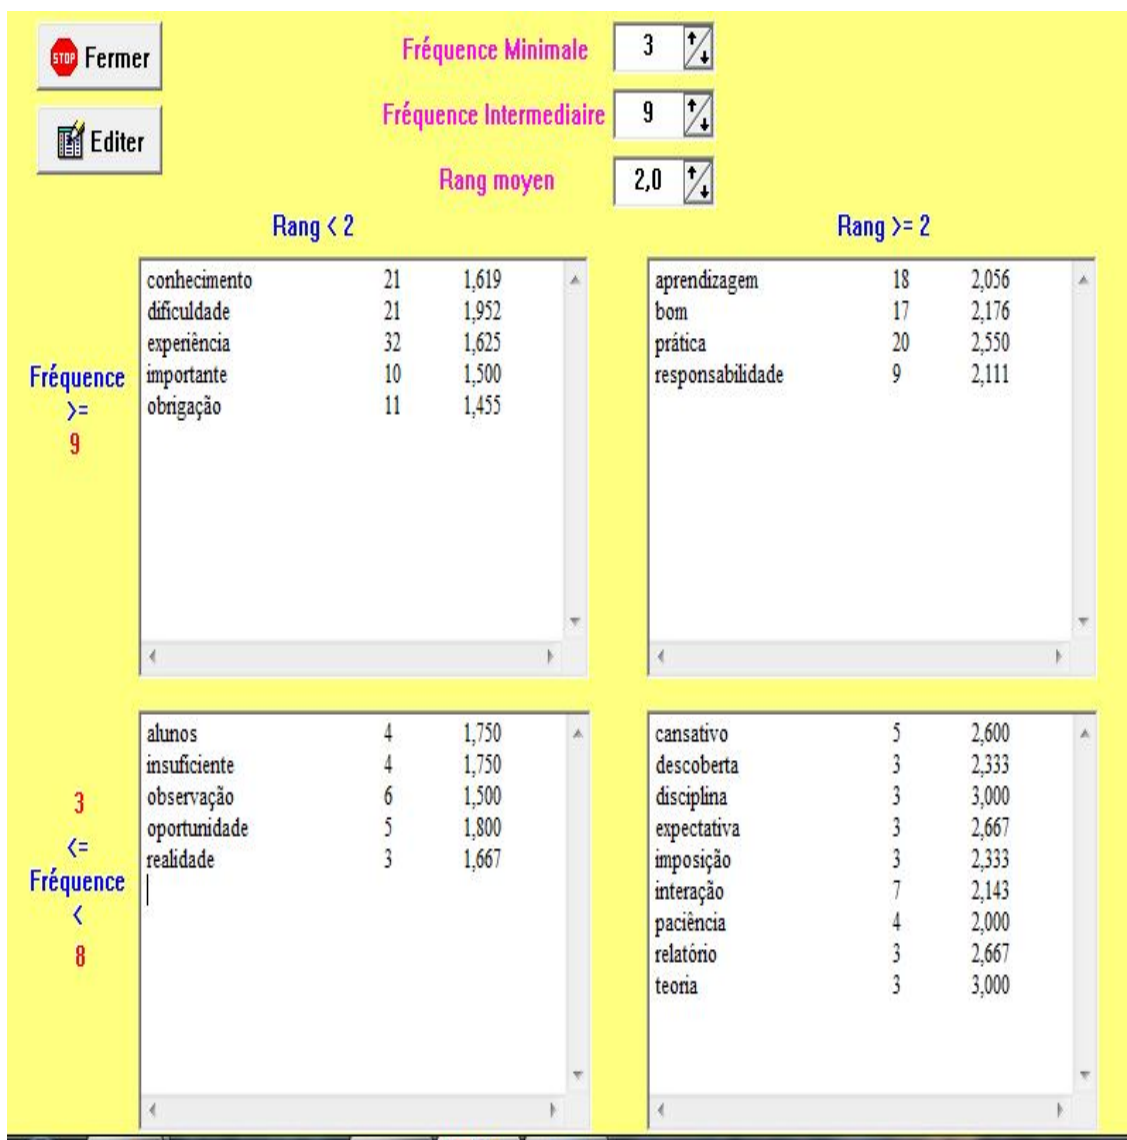 STOP Fermer
Fréquence Minimale 3
Fréquence Intermediaire 9
Editer
Rang moyen 2,0
Rang < 2
Rang >= 2
Fréquence
>=
9
conhecimento 21 1,619
dificuldade 21 1,952
experiência 32 1,625
importante 10 1,500
obrigação 11 1,455
aprendizagem 18 2,056
bom 17 2,176
prática 20 2,550
responsabilidade 9 2,111
3
<=
Fréquence
<
8
alunos 4 1,750
insuficiente 4 1,750
observação 6 1,500
oportunidade 5 1,800
realidade 3 1,667
cansativo 5 2,600
descoberta 3 2,333
disciplina 3 3,000
expectativa 3 2,667
imposição 3 2,333
interação 7 2,143
paciência 4 2,000
relatório 3 2,667
teoria 3 3,000